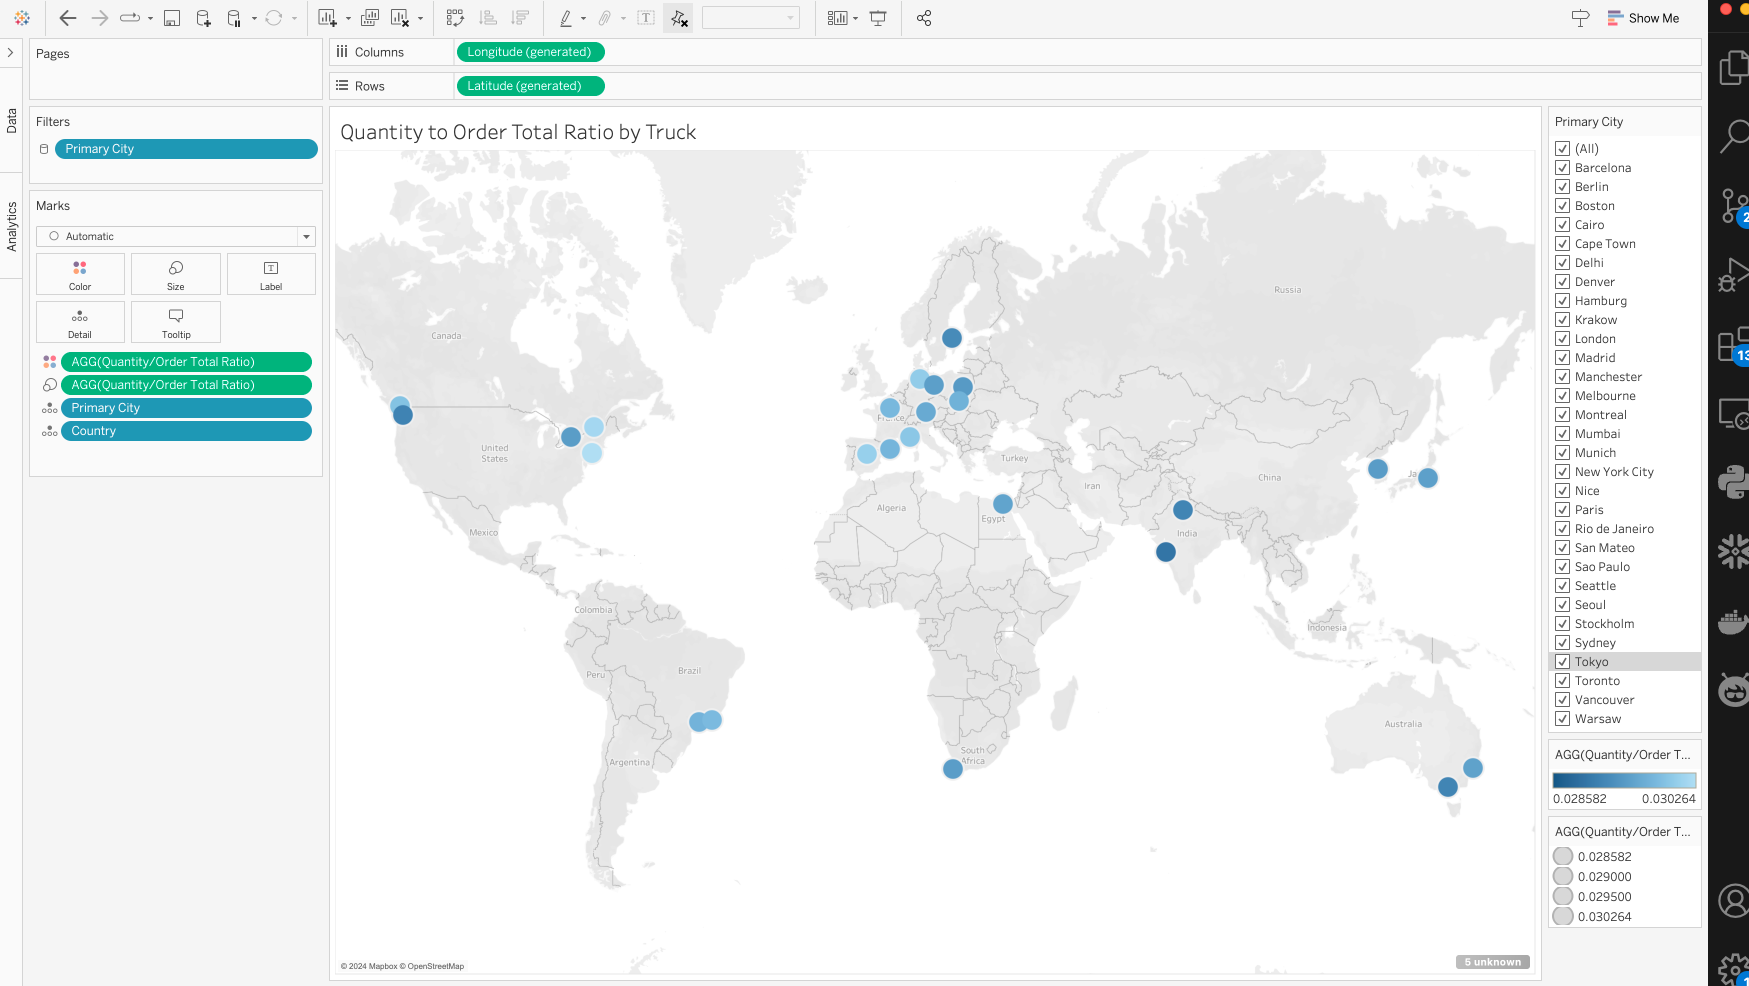 Show Me
Data
Analytics
Pages
Columns
Longitude (generated)
Rows
Latitude (generated)
Filters
Primary City
Marks
Automatic
Color
Size
Label
Detail
Tooltip
AGG(Quantity/Order Total Ratio)
AGG(Quantity/Order Total Ratio)
Primary City
Country
Quantity to Order Total Ratio by Truck
Russia
Canada
United
States
France
Turkey
China
Ja
Iran
Algeria
Egypt
Mexico
India
Colombia
Indonesia
Brazil
Peru
Australia
South
Africa
Argentina
© 2024 Mapbox © OpenStreetMap
5 unknown
Primary City
(All)
Barcelona
Berlin
Boston
Cairo
Cape Town
Delhi
Denver
Hamburg
Krakow
London
Madrid
Manchester
Melbourne
Montreal
Mumbai
Munich
New York City
Nice
Paris
Rio de Janeiro
San Mateo
Sao Paulo
Seattle
Seoul
Stockholm
Sydney
Tokyo
Toronto
Vancouver
Warsaw
AGG(Quantity/Order T...
0.028582 0.030264
AGG(Quantity/Order T...
0.028582
0.029000
0.029500
0.030264
2
13